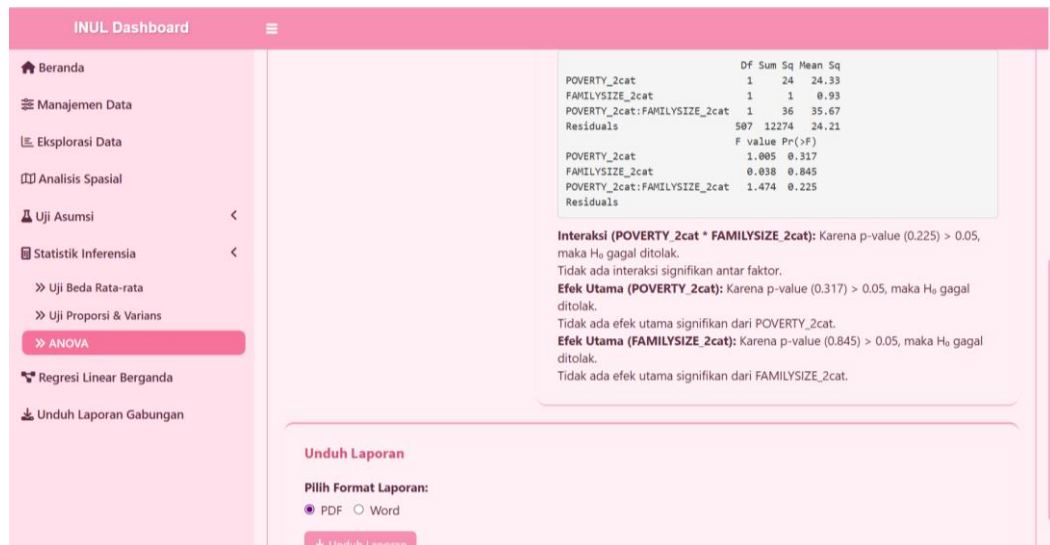 INUL Dashboard
Beranda
Manajemen Data
Eksplorasi Data
Analisis Spasial
Uji Asumsi
Statistik Inferensia
Uji Beda Rata-rata
Uji Proporsi & Varians
ANOVA
Regresi Linear Berganda
Unduh Laporan Gabungan
Df Sum Sq Mean Sq
POVERTY_2cat 1 24 24.33
FAMILYSIZE_2cat 1 1 0.93
POVERTY_2cat:FAMILYSIZE_2cat 1 36 35.67
Residuals 507 12274 24.21
F value Pr(>F)
POVERTY_2cat 1.005 0.317
FAMILYSIZE_2cat 0.038 0.845
POVERTY_2cat:FAMILYSIZE_2cat 1.474 0.225
Residuals
Interaksi (POVERTY_2cat * FAMILYSIZE_2cat): Karena p-value (0.225) > 0.05,
maka H₀ gagal ditolak.
Tidak ada interaksi signifikan antar faktor.
Efek Utama (POVERTY_2cat): Karena p-value (0.317) > 0.05, maka H₀ gagal
ditolak.
Tidak ada efek utama signifikan dari POVERTY_2cat.
Efek Utama (FAMILYSIZE_2cat): Karena p-value (0.845) > 0.05, maka H₀ gagal
ditolak.
Tidak ada efek utama signifikan dari FAMILYSIZE_2cat.
Unduh Laporan
Pilih Format Laporan:
PDF Word
Unduh Laporan